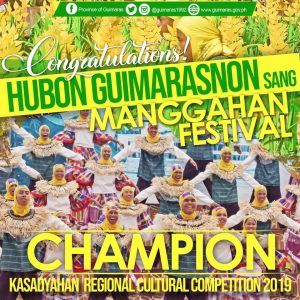 Province of Guimaras @guimaras1992 www.guimaras.gov.ph
Congratulations!
HUBON GUIMARASNON SANG
MANGGAHAN
FESTIVAL
CHAMPION
KASADYAHAN REGIONAL CULTURAL COMPETITION 2019